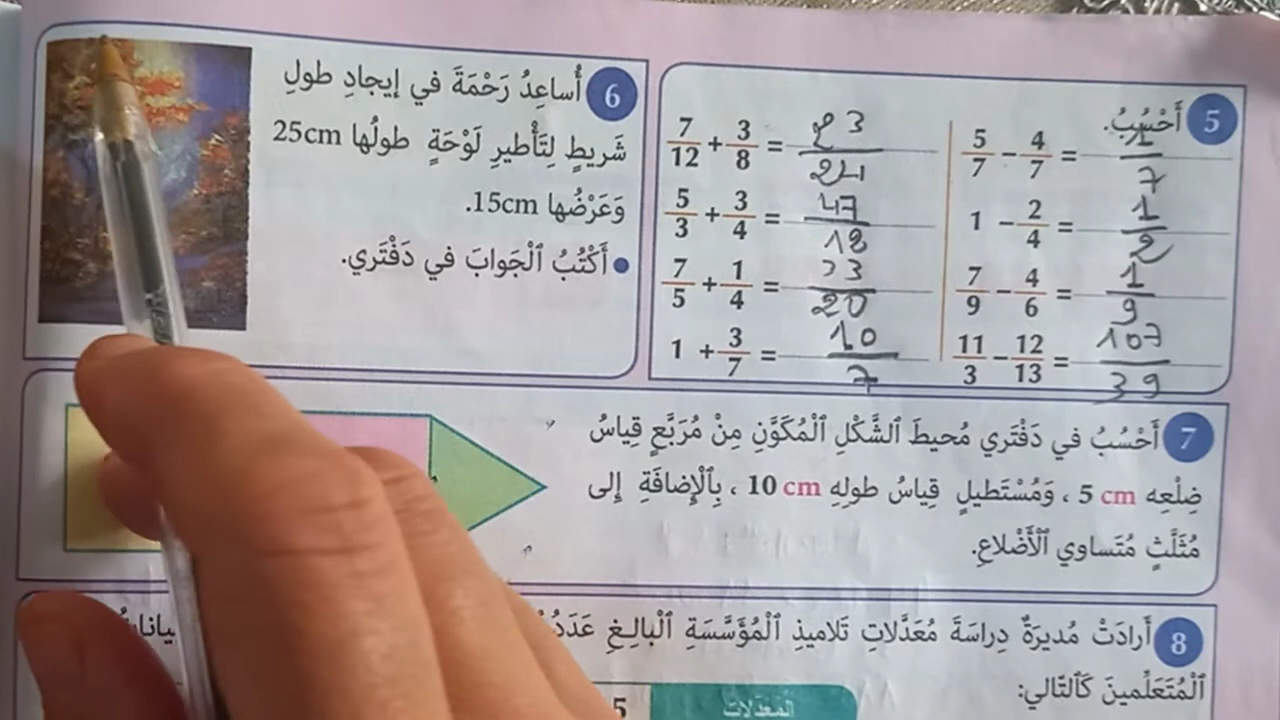 5 أَحْسُبُ.
5/7 − 4/7 = 1/7
1 − 2/4 = 1/2
7/9 − 4/6 = 1/9
11/3 − 12/13 = 107/39
7/12 + 3/8 = 23/24
5/3 + 3/4 =
7/5 + 1/4 = 33/20
1 + 3/7 = 10/7
6 أُساعِدُ رَحْمَةَ في إيجادِ طولِ
شَريطٍ لِتَأْطيرِ لَوْحَةٍ طولُها 25cm
وَعَرْضُها 15cm.
● أَكْتُبُ ٱلْجَوابَ في دَفْتَري.
7 أَحْسُبُ في دَفْتَري مُحيطَ ٱلشَّكْلِ ٱلْمُكَوَّنِ مِنْ مُرَبَّعٍ قِياسُ
ضِلْعِهِ 5 cm ، وَمُسْتَطيلٍ قِياسُ طولِهِ 10 cm ، بِٱلْإِضافَةِ إِلى
مُثَلَّثٍ مُتَساوي ٱلْأَضْلاعِ.
8 أَرادَتْ مُديرَةٌ دِراسَةَ مُعَدَّلاتِ تَلاميذِ ٱلْمُؤَسَّسَةِ ٱلْبالِغِ
ٱلْمُتَعَلِّمينَ كَٱلتّالي:
المُعَدّلات 5